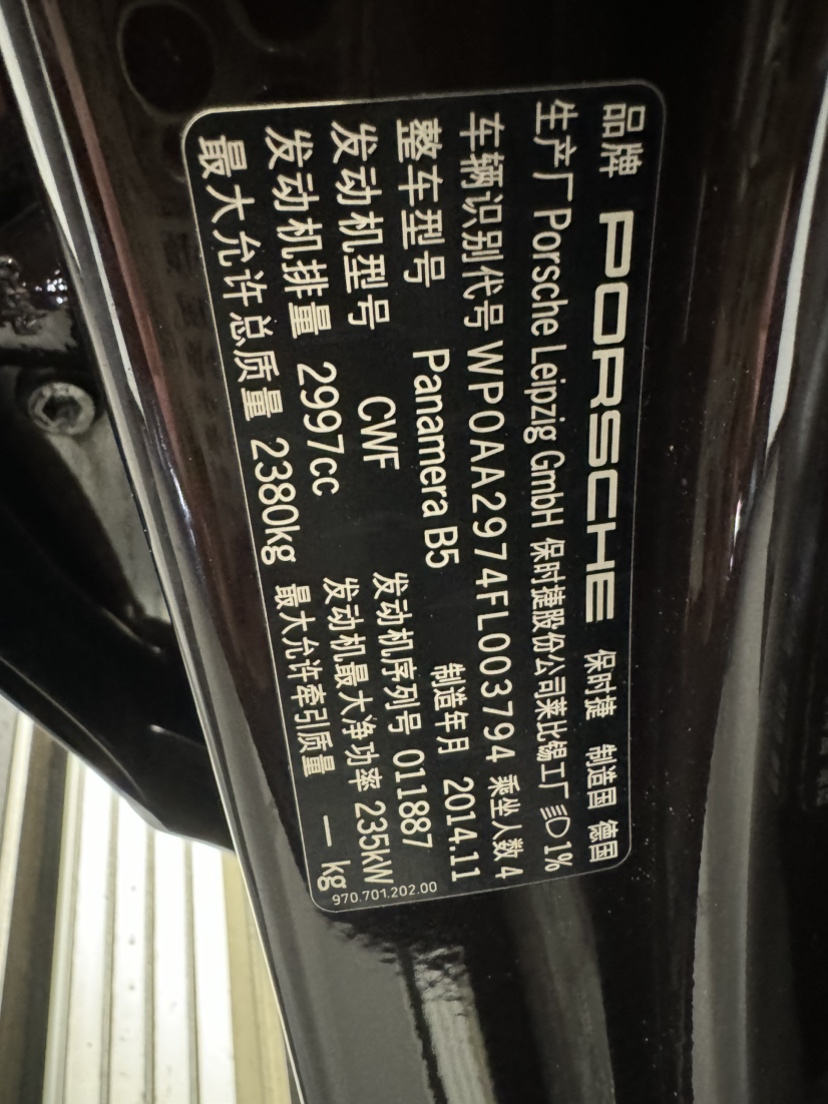 品牌 PORSCHE 保时捷 制造国 德国
生产厂 Porsche Leipzig GmbH 保时捷股份公司莱比锡工厂 1%
车辆识别代号 WP0AA2974FL003794 乘坐人数 4
整车型号 Panamera B5 制造年月 2014.11
发动机型号 CWF 发动机序列号 011887
发动机排量 2997cc 发动机最大净功率 235kW
最大允许总质量 2380kg 最大允许牵引质量 — kg
970.701.202.00